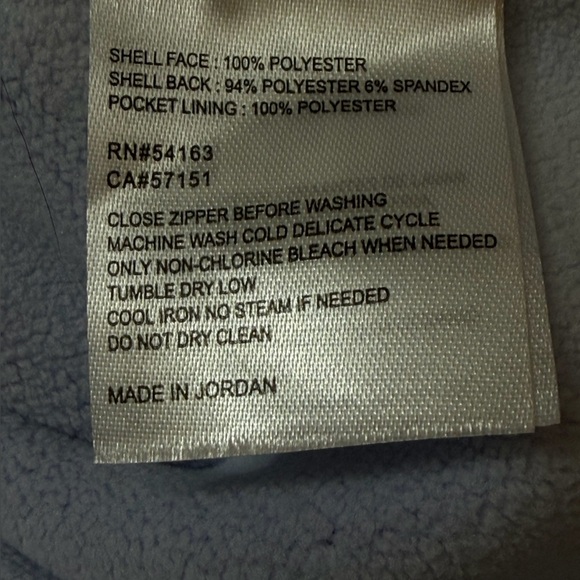 SHELL FACE : 100% POLYESTER
SHELL BACK : 94% POLYESTER 6% SPANDEX
POCKET LINING : 100% POLYESTER
RN#54163
CA#57151
CLOSE ZIPPER BEFORE WASHING
MACHINE WASH COLD DELICATE CYCLE
ONLY NON-CHLORINE BLEACH WHEN NEEDED
TUMBLE DRY LOW
COOL IRON NO STEAM IF NEEDED
DO NOT DRY CLEAN
MADE IN JORDAN